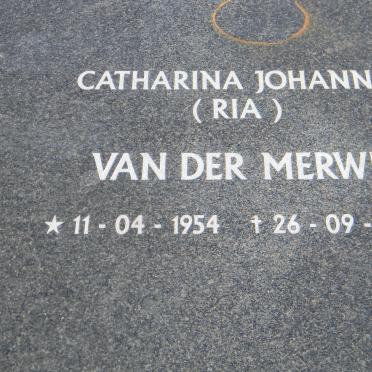 CATHARINA JOHANN
( RIA )
VAN DER MERW
★ 11 - 04 - 1954 ✝ 26 - 09 -